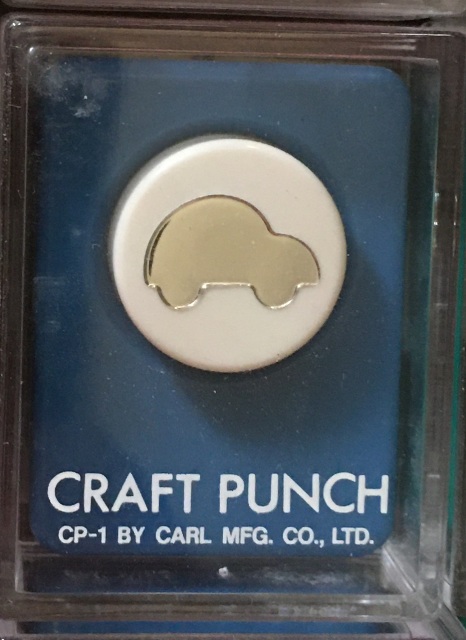 CRAFT PUNCH
CP-1 BY CARL MFG. CO., LTD.